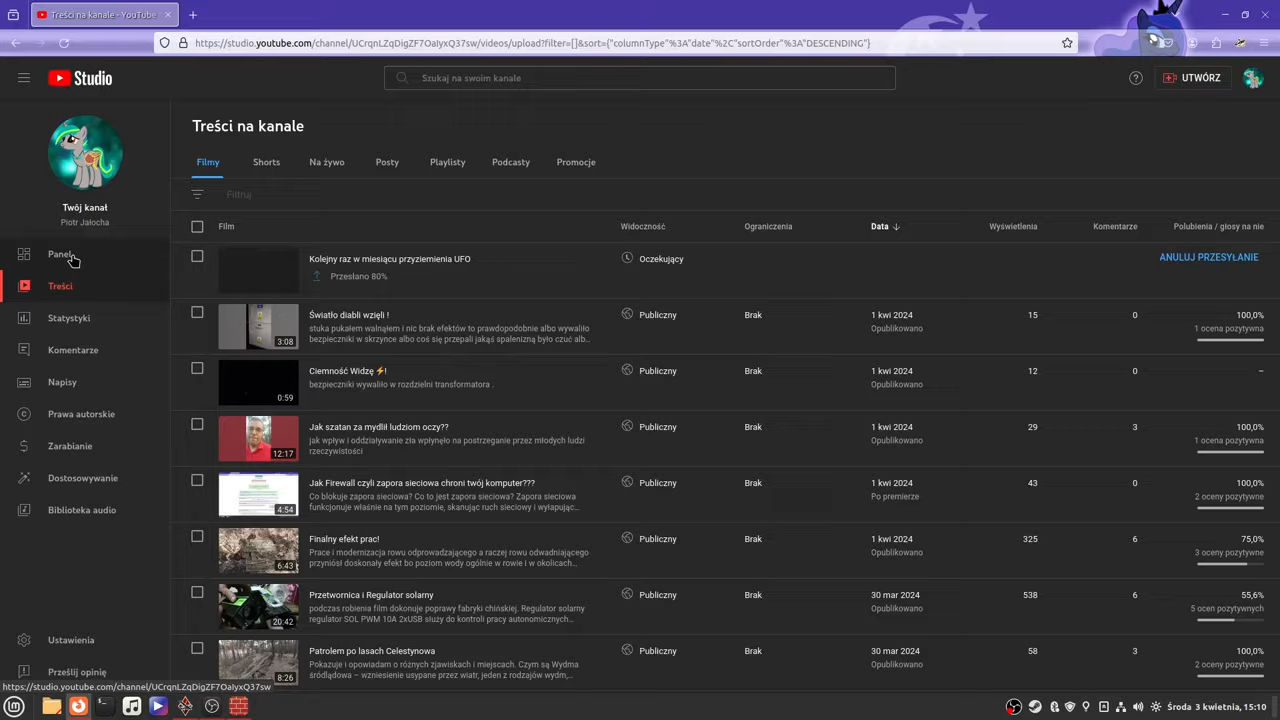 Treści na kanale - YouTube
https://studio.youtube.com/channel/UCrqnLZqDigZF7OaIyxQ37sw/videos/upload?filter=[]&sort={"columnType"%3A"date"%2C"sortOrder"%3A"DESCENDING"}
Studio
Szukaj na swoim kanale
UTWÓRZ
Twój kanał
Piotr Jałocha
Panel
Treści
Statystyki
Komentarze
Napisy
Prawa autorskie
Zarabianie
Dostosowywanie
Biblioteka audio
Ustawienia
Prześlij opinię
Treści na kanale
Filmy Shorts Na żywo Posty Playlisty Podcasty Promocje
Filtruj
Film Widoczność Ograniczenia Data Wyświetlenia Komentarze Polubienia / głosy na nie
Kolejny raz w miesiącu przyziemienia UFO Oczekujący ANULUJ PRZESYŁANIE
Przesłano 80%
Światło diabli wzięli ! Publiczny Brak 1 kwi 2024 15 0 100,0%
stuka pukałem walnąłem i nic brak efektów to prawdopodobnie albo wywaliło Opublikowano 1 ocena pozytywna
bezpieczniki w skrzynce albo coś się przepali jakąś spaleniznę było czuć alb…
3:08
Ciemność Widzę ⚡! Publiczny Brak 1 kwi 2024 12 0 –
bezpieczniki wywaliło w rozdzielni transformatora . Opublikowano
0:59
Jak szatan za mydlił ludziom oczy?? Publiczny Brak 1 kwi 2024 29 3 100,0%
jak wpływ i oddziaływanie zła wpłynęło na postrzeganie przez młodych ludzi Opublikowano 1 ocena pozytywna
rzeczywistości
12:17
Jak Firewall czyli zapora sieciowa chroni twój komputer??? Publiczny Brak 1 kwi 2024 43 0 100,0%
Co blokuje zapora sieciowa? Co to jest zapora sieciowa? Zapora sieciowa Po premierze 2 oceny pozytywne
funkcjonuje właśnie na tym poziomie, skanując ruch sieciowy i wyłapując…
4:54
Finalny efekt prac! Publiczny Brak 1 kwi 2024 325 6 75,0%
Prace i modernizacja rowu odprowadzającego a raczej rowu odwadniającego Opublikowano 3 oceny pozytywne
przyniósł doskonały efekt bo poziom wody ogólnie w rowie i w okolicach…
6:43
Przetwornica i Regulator solarny Publiczny Brak 30 mar 2024 538 6 55,6%
podczas robienia film dokonuje poprawy fabryki chińskiej. Regulator solarny Opublikowano 5 ocen pozytywnych
regulator SOL PWM 10A 2xUSB służy do kontroli pracy autonomicznych…
20:42
Patrolem po lasach Celestynowa Publiczny Brak 30 mar 2024 58 3 100,0%
Pokazuje i opowiadam o różnych zjawiskach i miejscach. Czym są Wydma Opublikowano 2 oceny pozytywne
śródlądowa – wzniesienie usypane przez wiatr, jeden z rodzajów wydm,…
8:26
https://studio.youtube.com/channel/UCrqnLZqDigZF7OaIyxQ37sw
Środa 3 kwietnia, 15:10